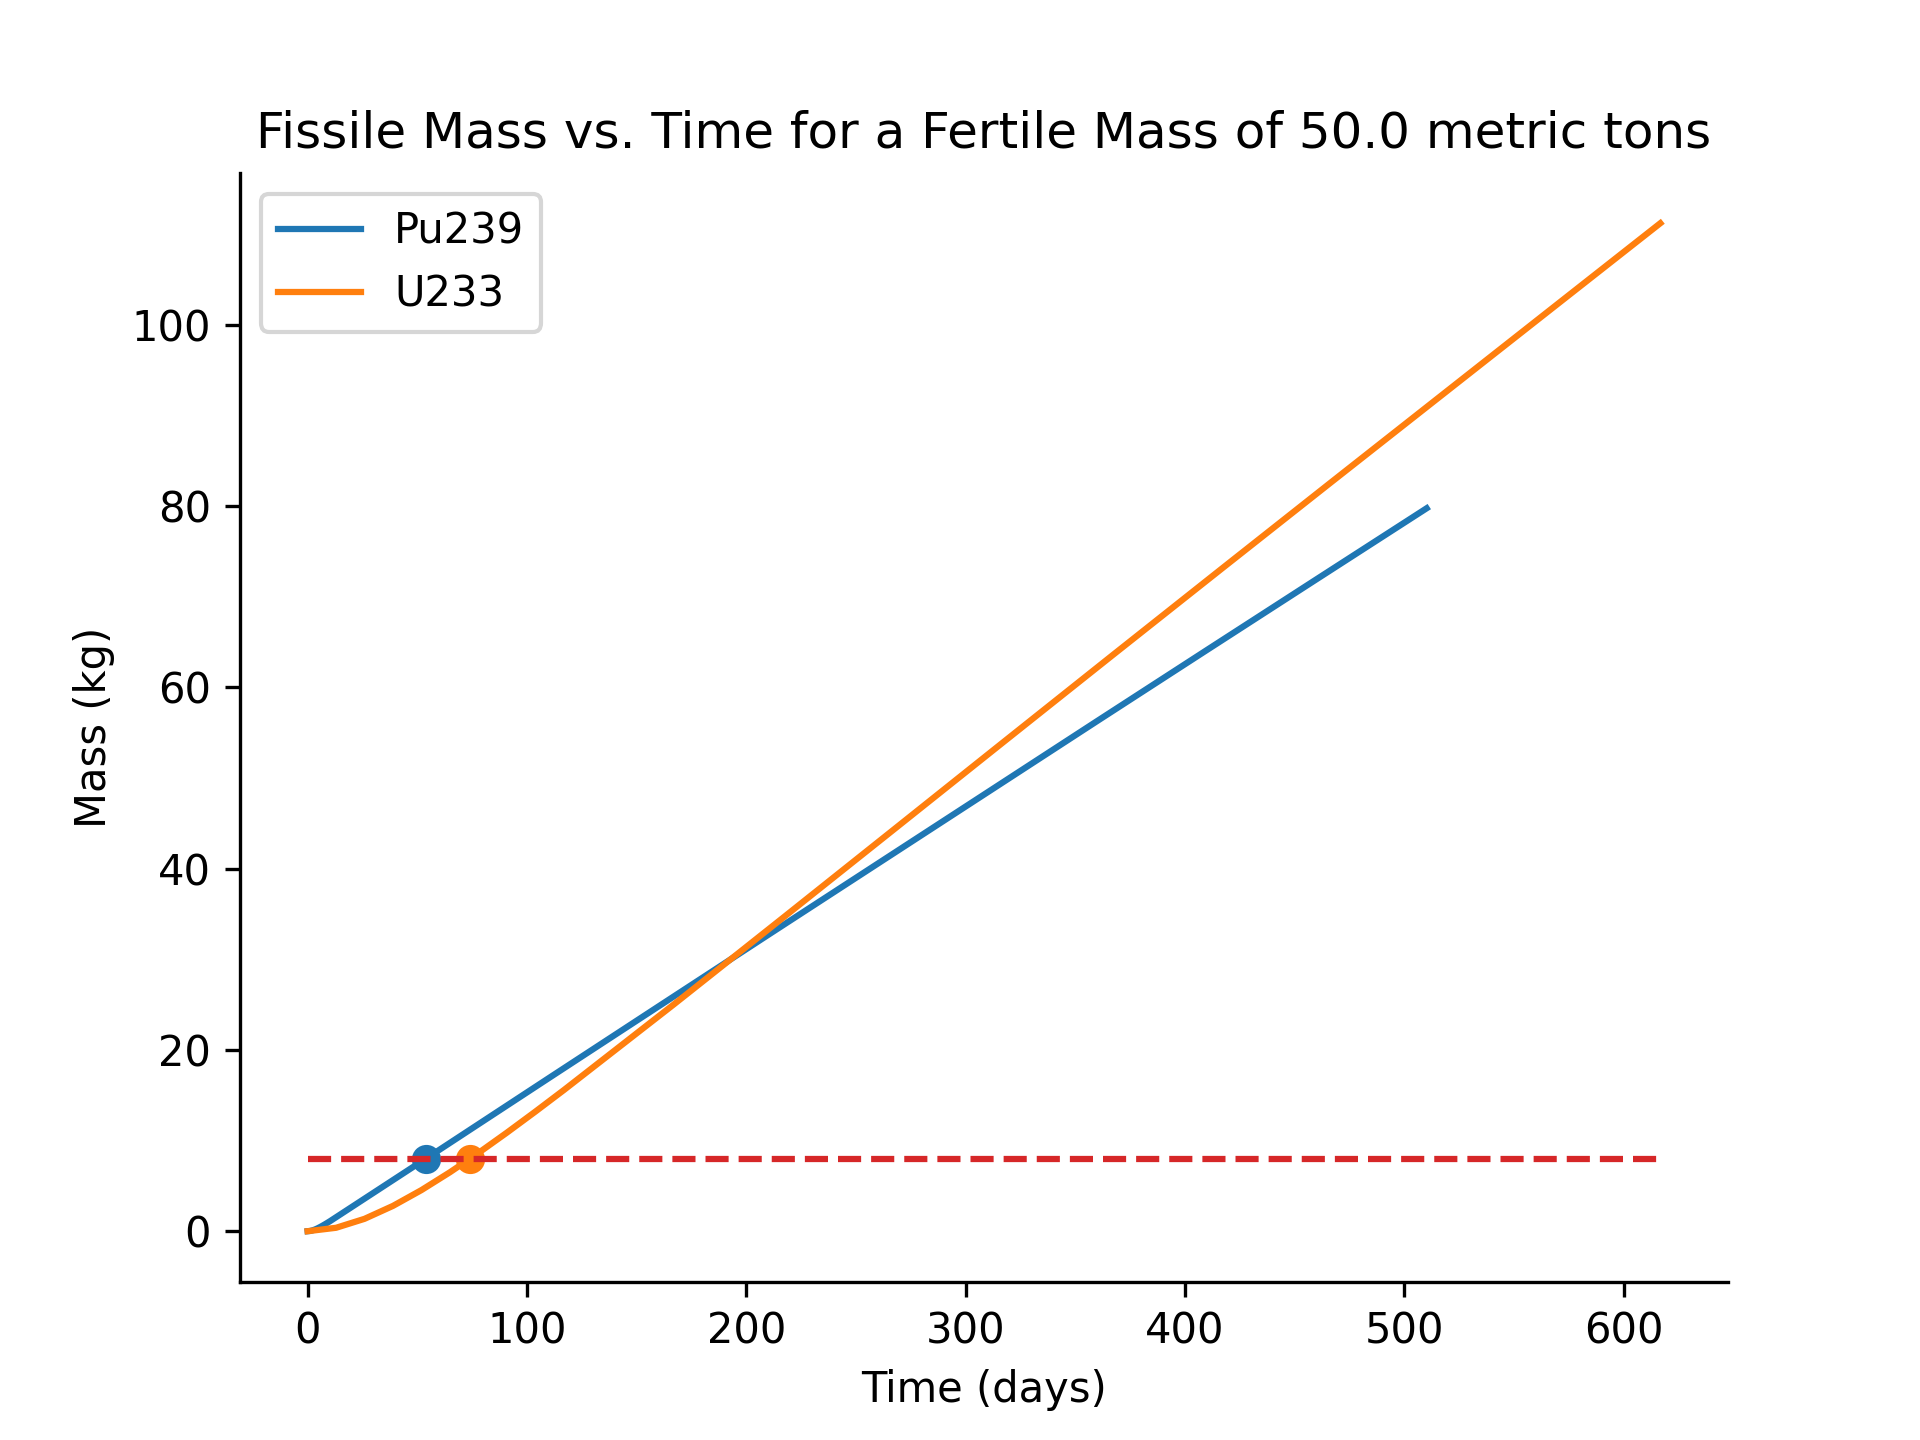 Fissile Mass vs. Time for a Fertile Mass of 50.0 metric tons
Pu239
U233
100
80
60
40
20
0
Mass (kg)
0 100 200 300 400 500 600
Time (days)